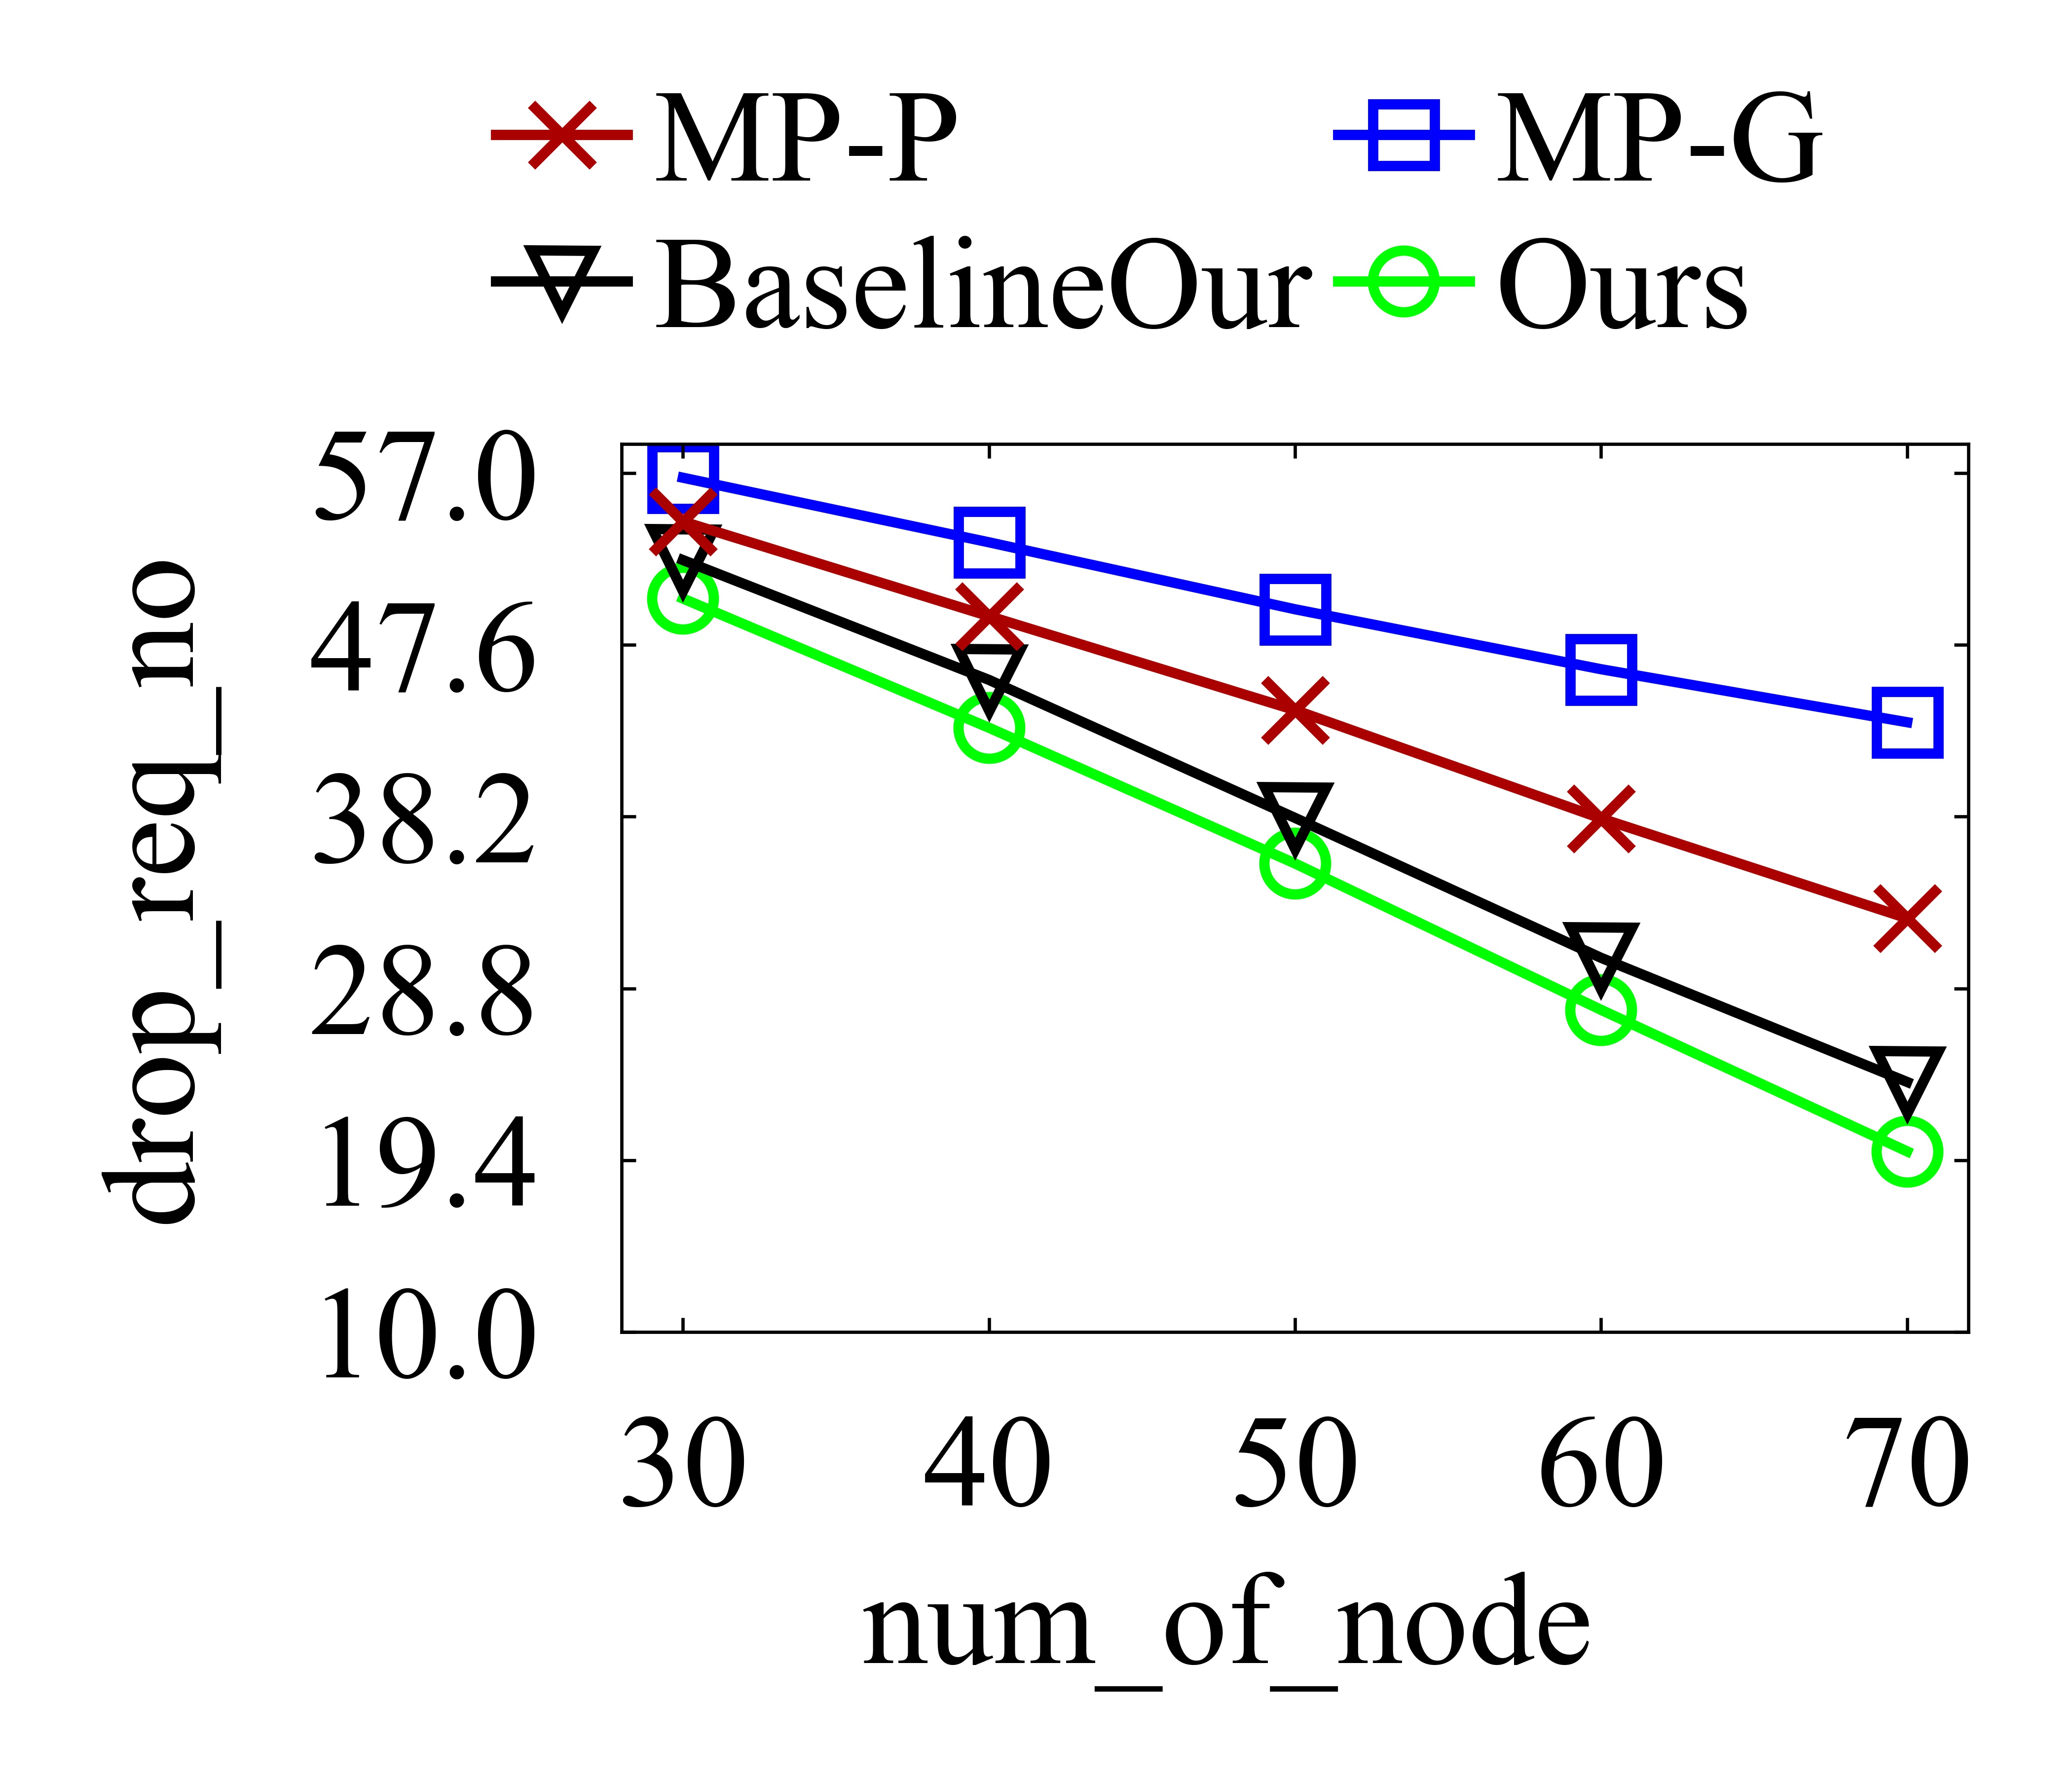 MP-P MP-G
BaselineOur Ours
57.0
47.6
38.2
28.8
19.4
10.0
drop_req_no
30 40 50 60 70
num_of_node